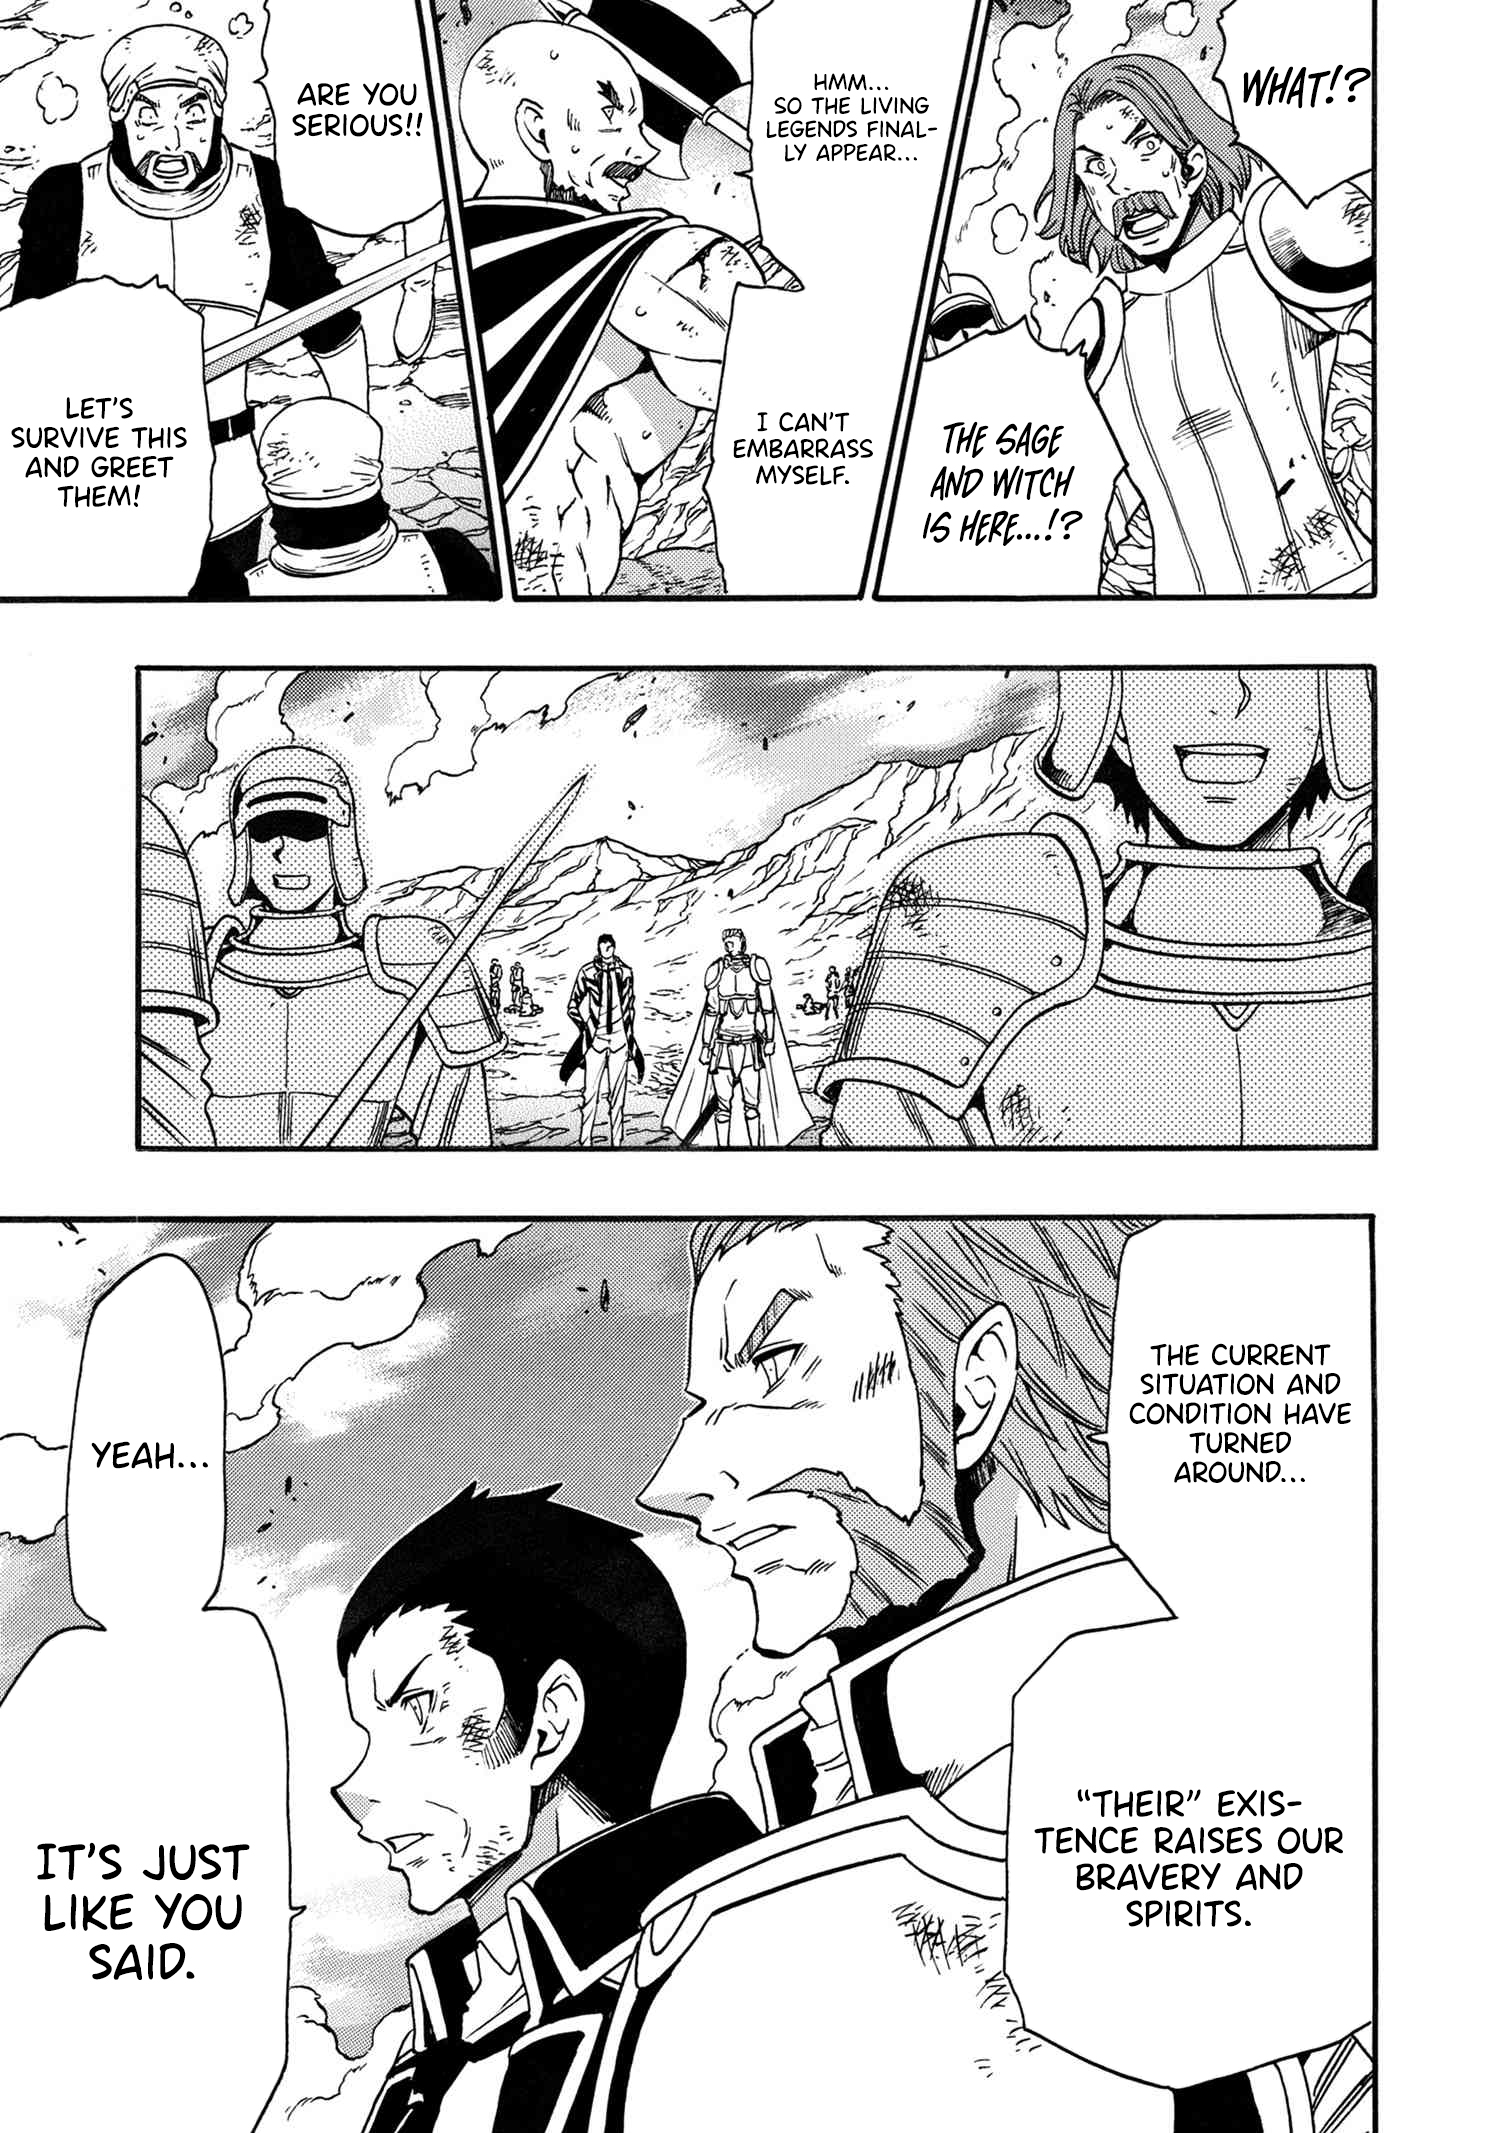 WHAT!?
THE SAGE
AND WITCH
IS HERE...!?
HMM...
SO THE LIVING
LEGENDS FINAL-
LY APPEAR...
I CAN'T
EMBARRASS
MYSELF.
ARE YOU
SERIOUS!!
LET'S
SURVIVE THIS
AND GREET
THEM!
THE CURRENT
SITUATION AND
CONDITION HAVE
TURNED
AROUND...
“THEIR” EXIS-
TENCE RAISES OUR
BRAVERY AND
SPIRITS.
YEAH...
IT'S JUST
LIKE YOU
SAID.